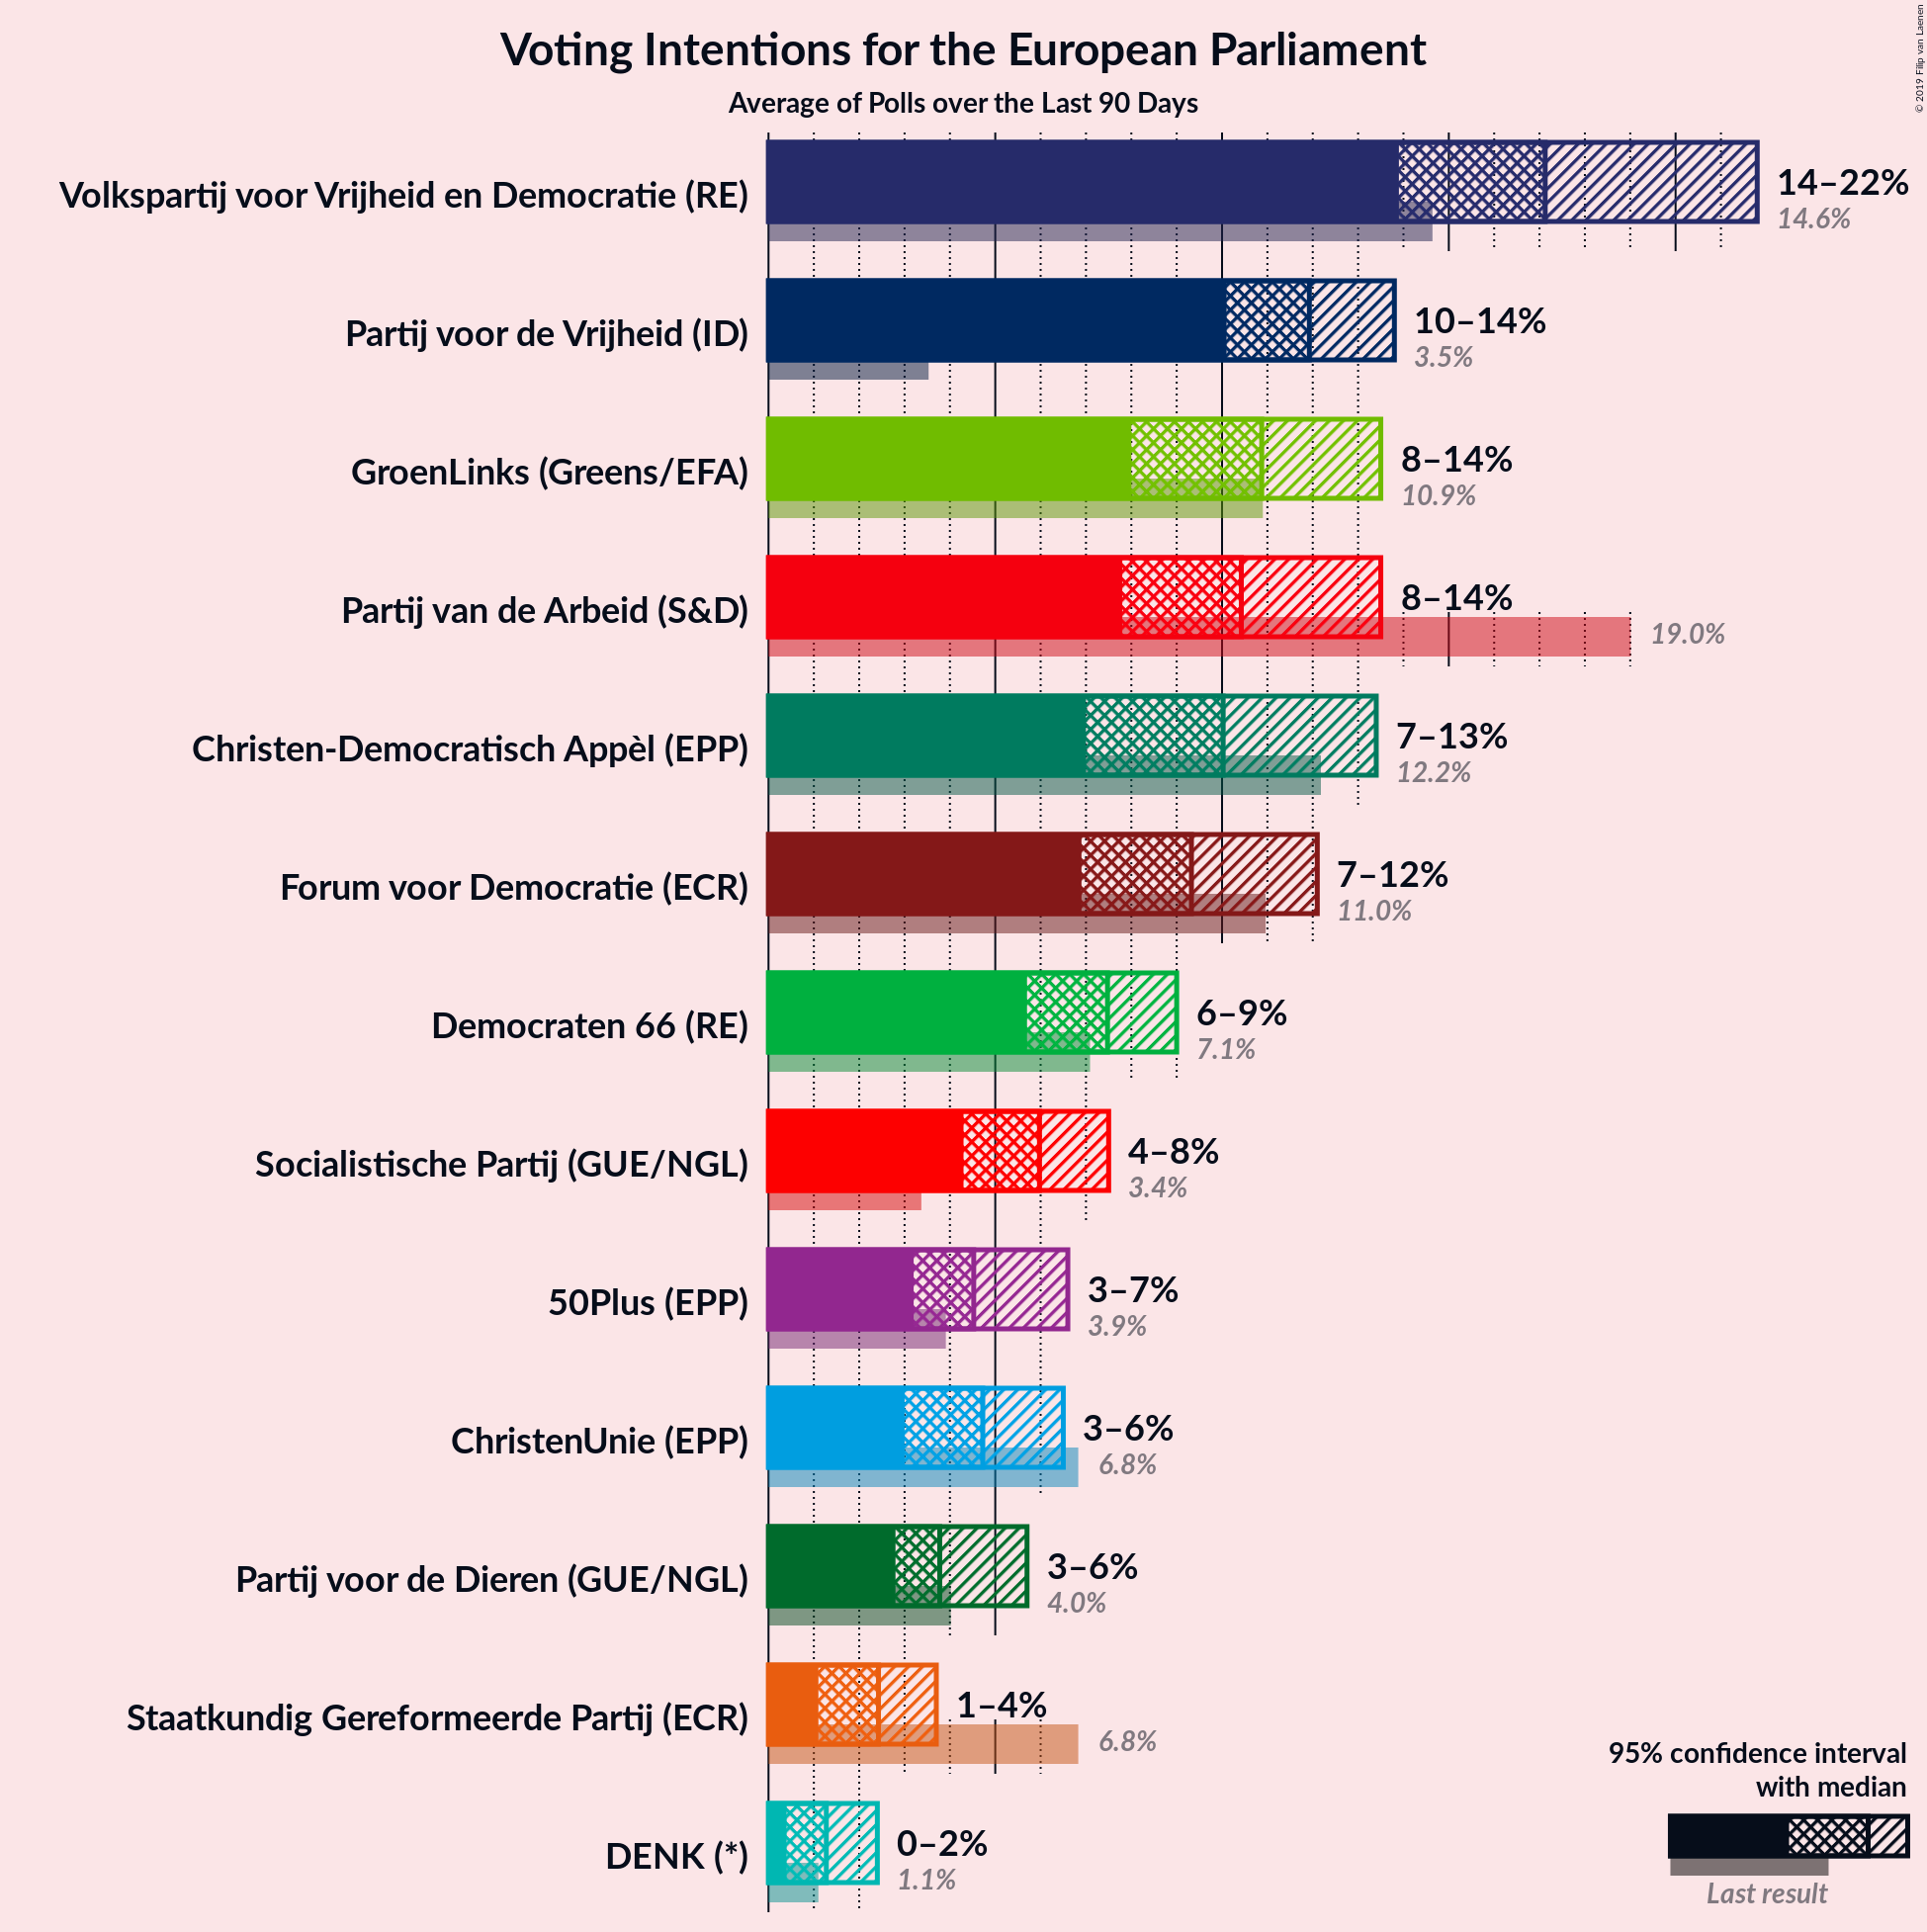 Voting Intentions for the European Parliament
Average of Polls over the Last 90 Days
© 2019 Filip van Laenen
Volkspartij voor Vrijheid en Democratie (RE)
14–22%
14.6%
Partij voor de Vrijheid (ID)
10–14%
3.5%
GroenLinks (Greens/EFA)
8–14%
10.9%
Partij van de Arbeid (S&D)
8–14%
19.0%
Christen-Democratisch Appèl (EPP)
7–13%
12.2%
Forum voor Democratie (ECR)
7–12%
11.0%
Democraten 66 (RE)
6–9%
7.1%
Socialistische Partij (GUE/NGL)
4–8%
3.4%
50Plus (EPP)
3–7%
3.9%
ChristenUnie (EPP)
3–6%
6.8%
Partij voor de Dieren (GUE/NGL)
3–6%
4.0%
Staatkundig Gereformeerde Partij (ECR)
1–4%
6.8%
DENK (*)
0–2%
1.1%
95% confidence interval
with median
Last result